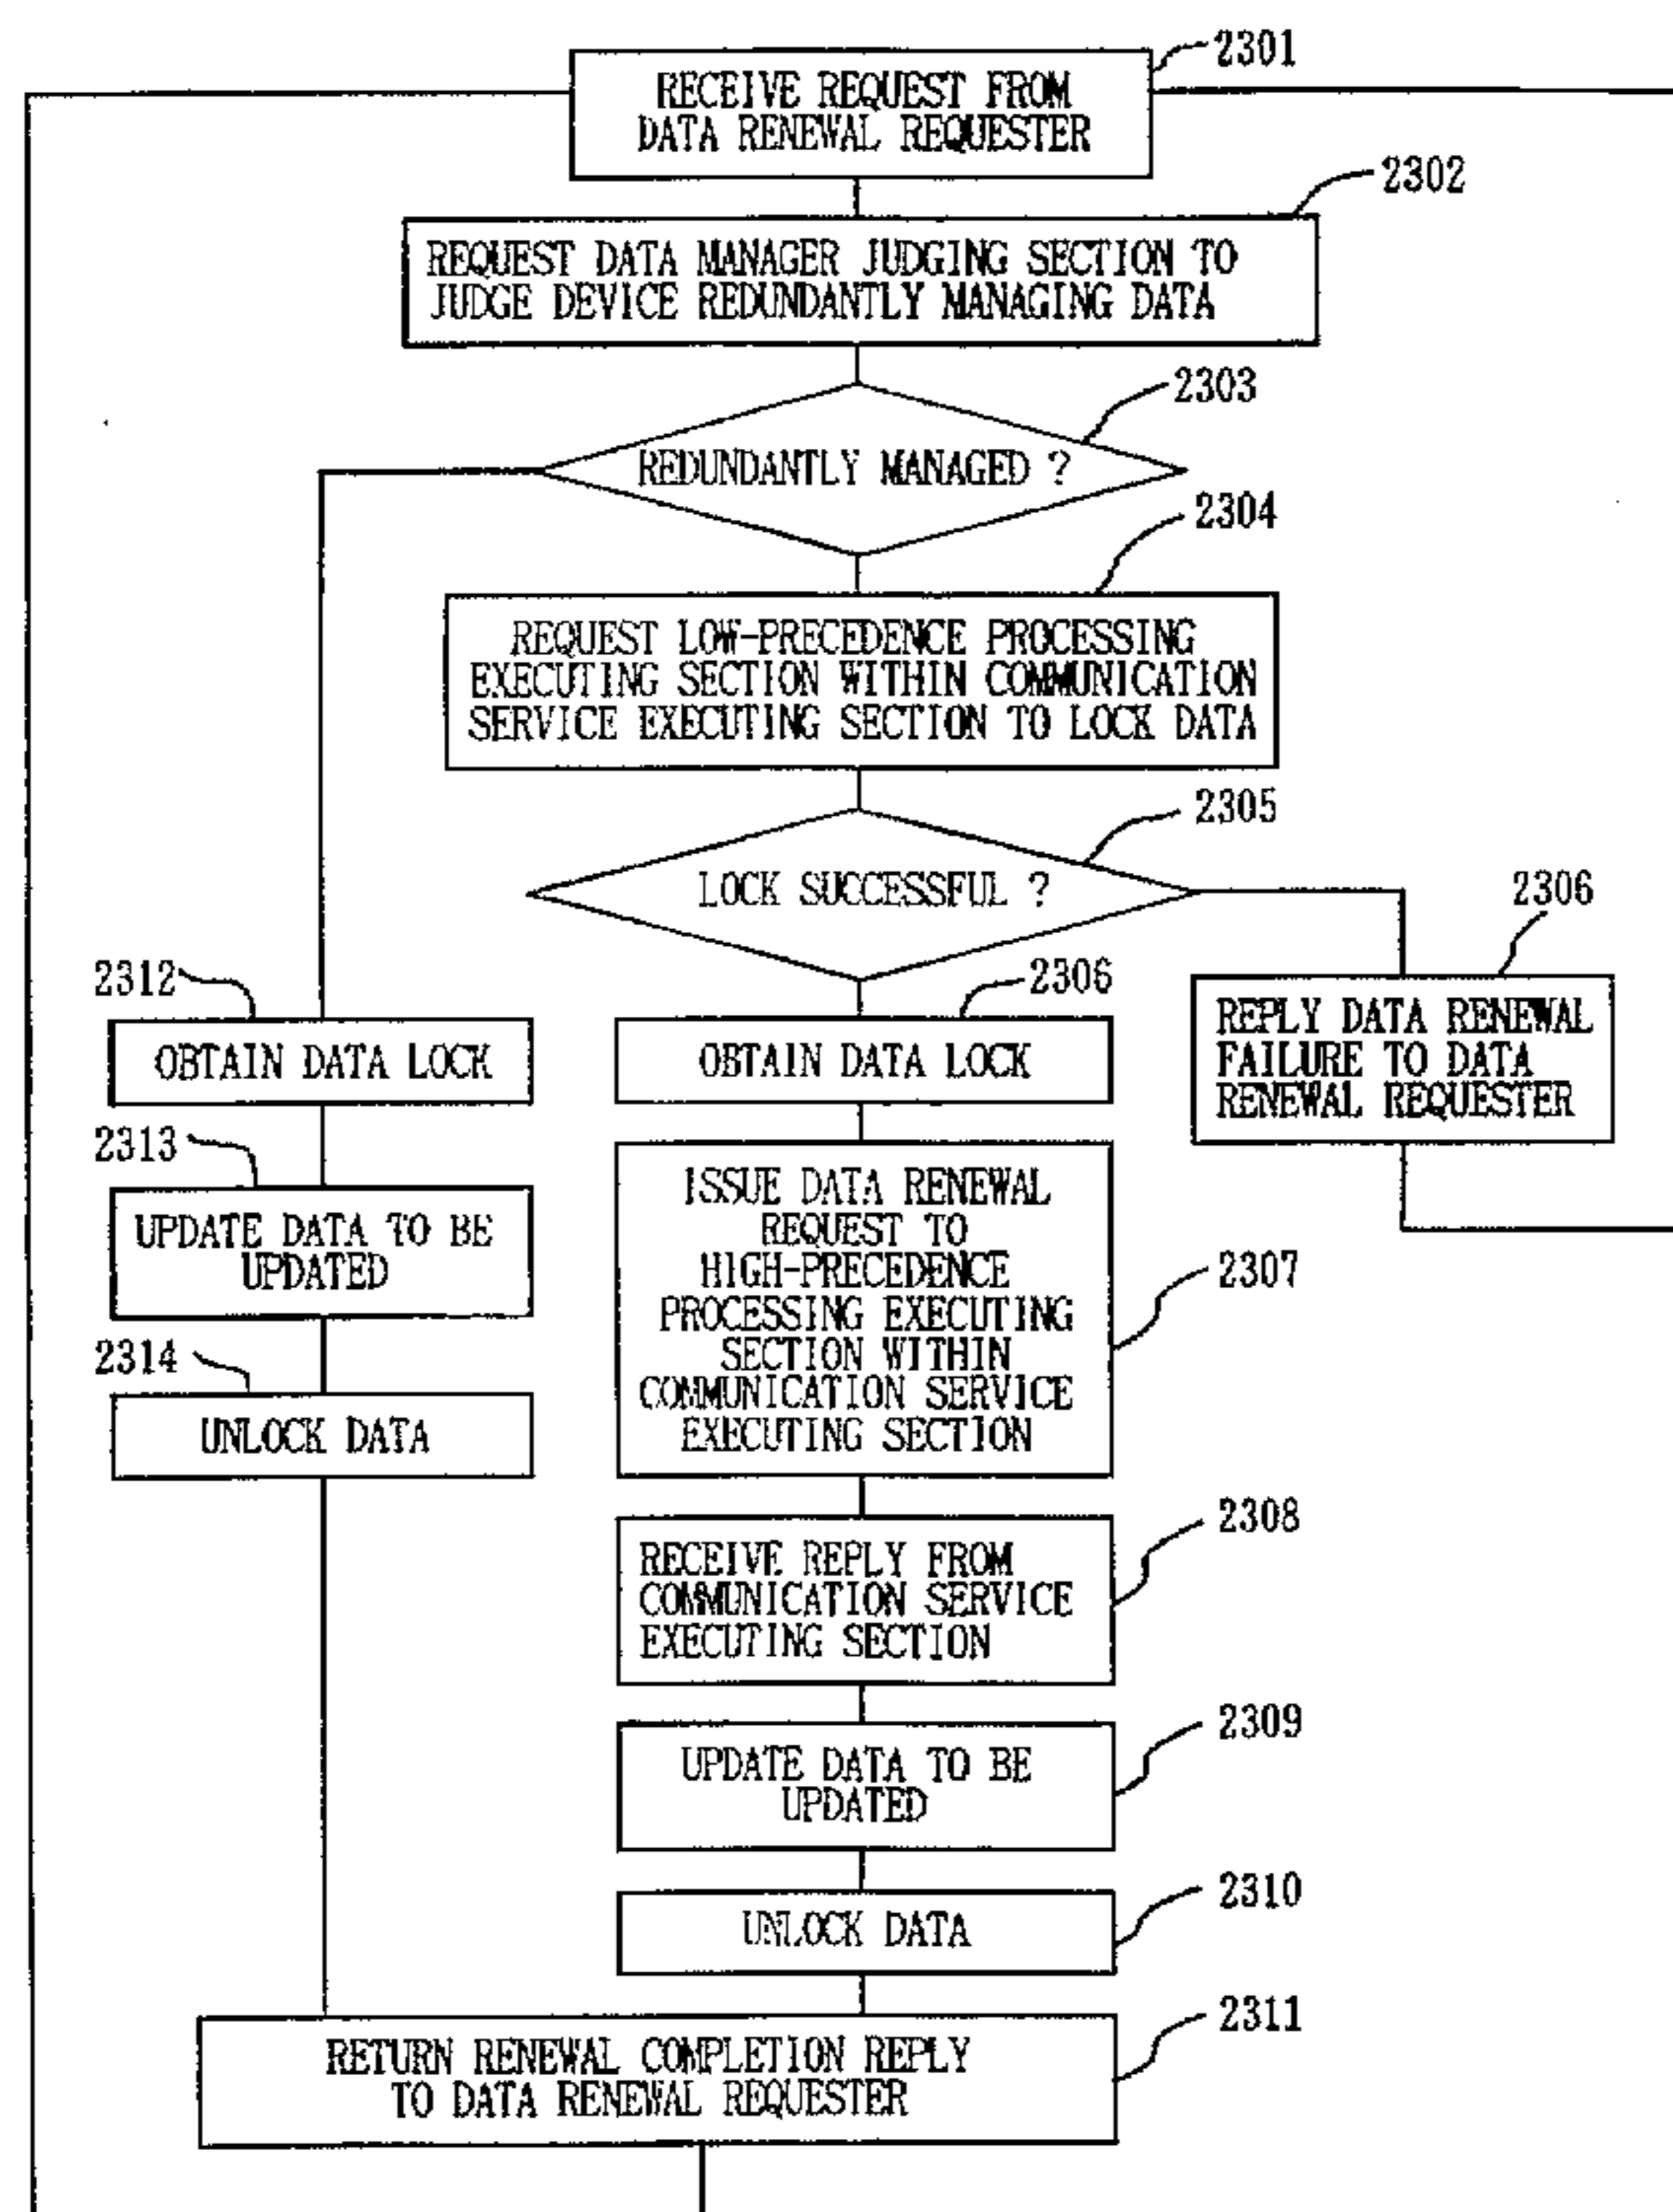 2301
RECEIVE REQUEST FROM
DATA RENEWAL REQUESTER
2302
REQUEST DATA MANAGER JUDGING SECTION TO
JUDGE DEVICE REDUNDANTLY MANAGING DATA
2303
REDUNDANTLY MANAGED ?
2304
REQUEST LOW-PRECEDENCE PROCESSING
EXECUTING SECTION WITHIN COMMUNICATION
SERVICE EXECUTING SECTION TO LOCK DATA
2305
LOCK SUCCESSFUL ?
2306
REPLY DATA RENEWAL
FAILURE TO DATA
RENEWAL REQUESTER
2312
OBTAIN DATA LOCK
2306
OBTAIN DATA LOCK
2313
UPDATE DATA TO BE
UPDATED
2314
UNLOCK DATA
ISSUE DATA RENEWAL
REQUEST TO
HIGH-PRECEDENCE
PROCESSING EXECUTING
SECTION WITHIN
COMMUNICATION SERVICE
EXECUTING SECTION
2307
RECEIVE REPLY FROM
COMMUNICATION SERVICE
EXECUTING SECTION
2308
UPDATE DATA TO BE
UPDATED
2309
UNLOCK DATA
2310
RETURN RENEWAL COMPLETION REPLY
TO DATA RENEWAL REQUESTER
2311